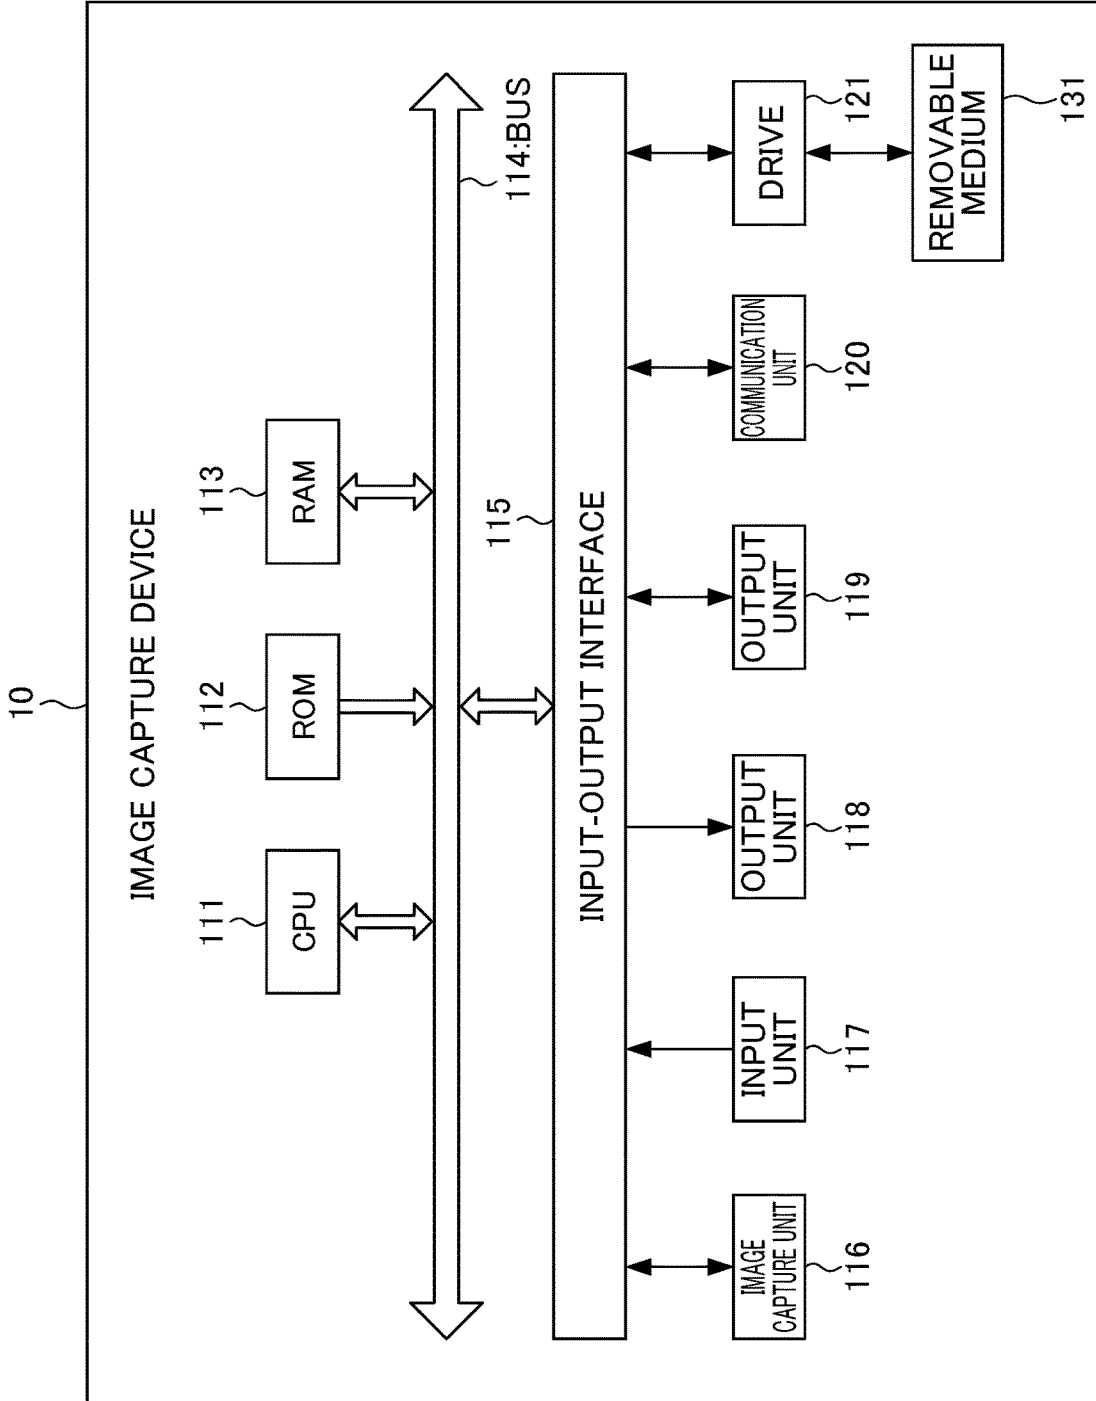 10
IMAGE CAPTURE DEVICE
111
112
113
CPU
ROM
RAM
114:BUS
115
INPUT-OUTPUT INTERFACE
IMAGE
CAPTURE UNIT
INPUT
UNIT
OUTPUT
UNIT
OUTPUT
UNIT
COMMUNICATION
UNIT
DRIVE
116
117
118
119
120
121
REMOVABLE
MEDIUM
131